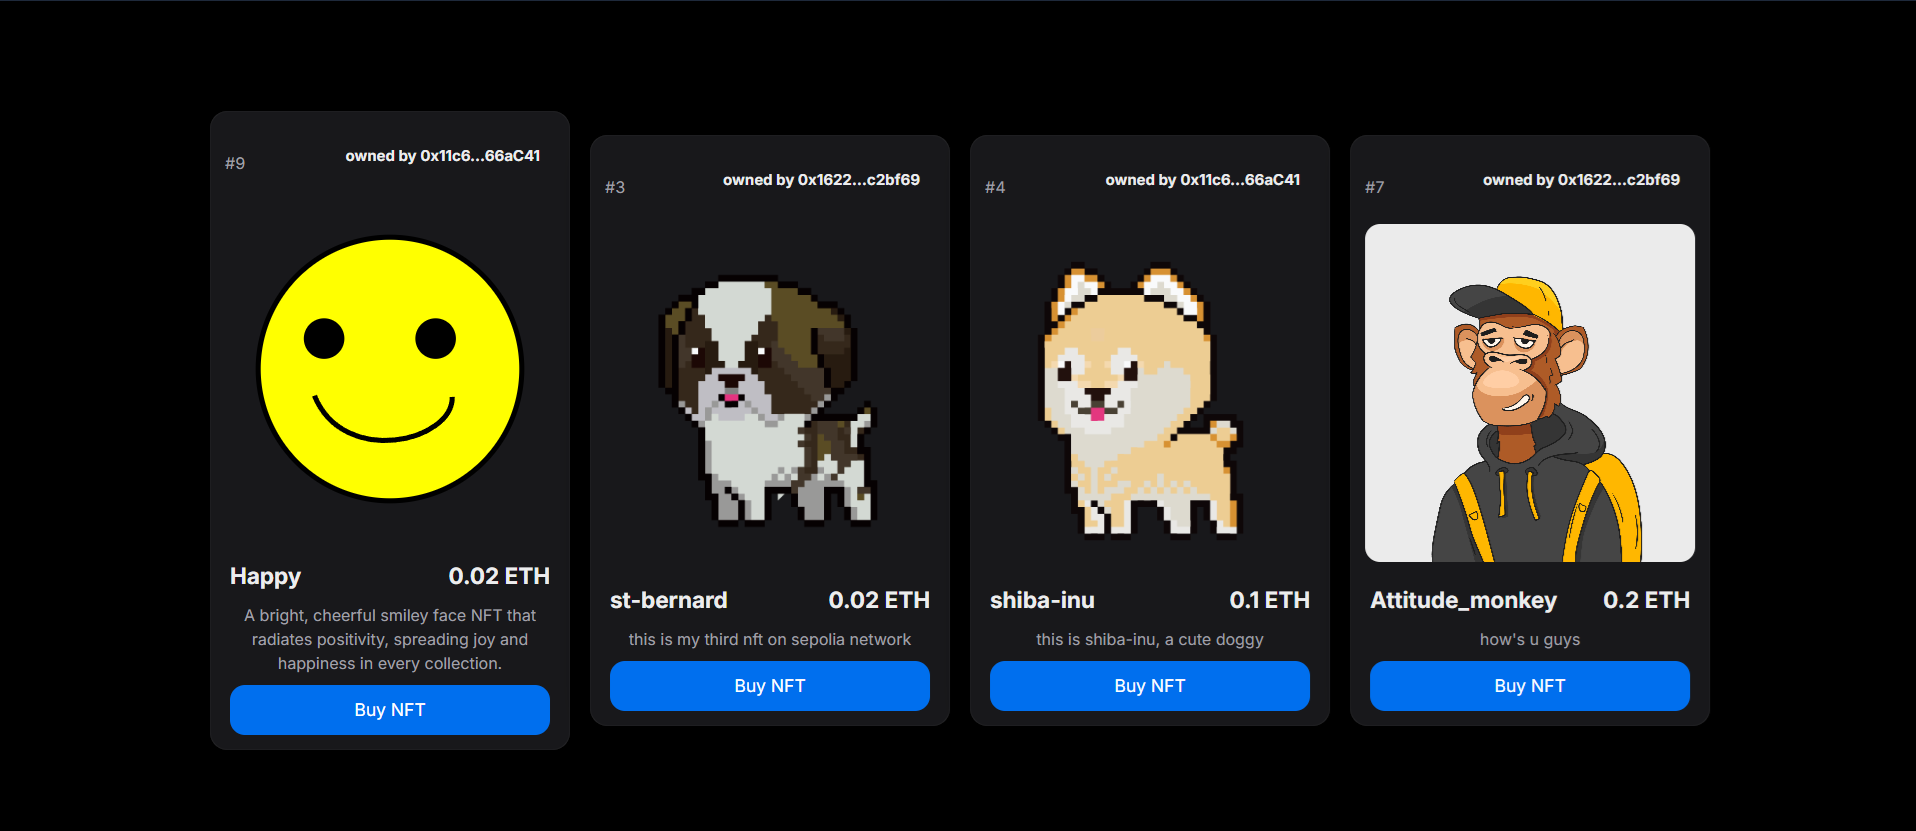 #9
owned by 0x11c6...66aC41
Happy
0.02 ETH
A bright, cheerful smiley face NFT that
radiates positivity, spreading joy and
happiness in every collection.
Buy NFT
#3
owned by 0x1622...c2bf69
st-bernard
0.02 ETH
this is my third nft on sepolia network
Buy NFT
#4
owned by 0x11c6...66aC41
shiba-inu
0.1 ETH
this is shiba-inu, a cute doggy
Buy NFT
#7
owned by 0x1622...c2bf69
Attitude_monkey
0.2 ETH
how's u guys
Buy NFT